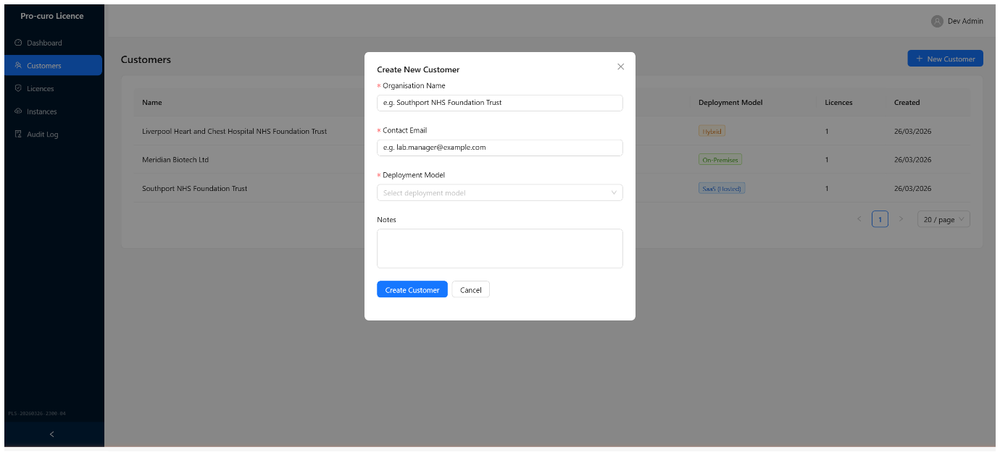 Pro-curo Licence
Dev Admin
Dashboard
Customers
Licences
Instances
Audit Log
PLS-20260326-2300-04
Customers
+ New Customer
Name
Deployment Model
Licences
Created
Liverpool Heart and Chest Hospital NHS Foundation Trust
Hybrid
1
26/03/2026
Meridian Biotech Ltd
On-Premises
1
26/03/2026
Southport NHS Foundation Trust
SaaS (Hosted)
1
26/03/2026
1
20 / page
Create New Customer
* Organisation Name
e.g. Southport NHS Foundation Trust
* Contact Email
e.g. lab.manager@example.com
* Deployment Model
Select deployment model
Notes
Create Customer
Cancel